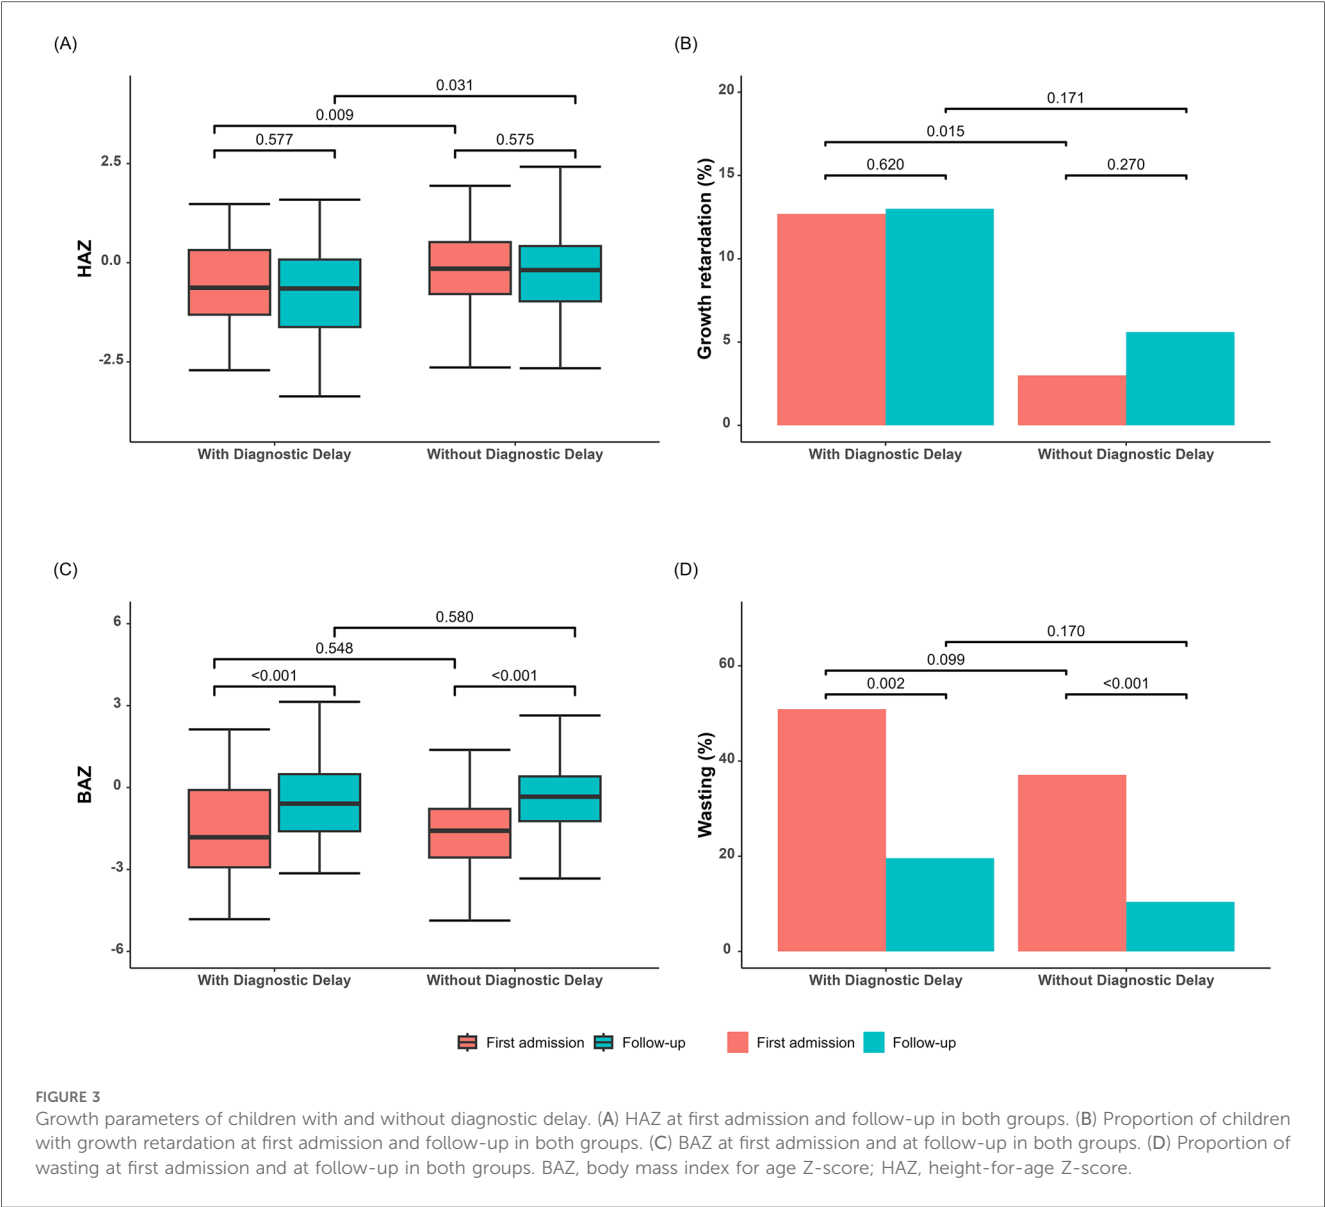 (A)
0.031
0.009
0.577
0.575
2.5
0.0
-2.5
HAZ
With Diagnostic Delay
Without Diagnostic Delay
(B)
20
15
10
5
0
Growth retardation (%)
0.171
0.015
0.620
0.270
With Diagnostic Delay
Without Diagnostic Delay
(C)
6
3
0
-3
-6
BAZ
0.580
0.548
<0.001
<0.001
With Diagnostic Delay
Without Diagnostic Delay
(D)
60
40
20
0
Wasting (%)
0.170
0.099
0.002
<0.001
With Diagnostic Delay
Without Diagnostic Delay
First admission Follow-up First admission Follow-up
FIGURE 3
Growth parameters of children with and without diagnostic delay. (A) HAZ at first admission and follow-up in both groups. (B) Proportion of children
with growth retardation at first admission and follow-up in both groups. (C) BAZ at first admission and at follow-up in both groups. (D) Proportion of
wasting at first admission and at follow-up in both groups. BAZ, body mass index for age Z-score; HAZ, height-for-age Z-score.